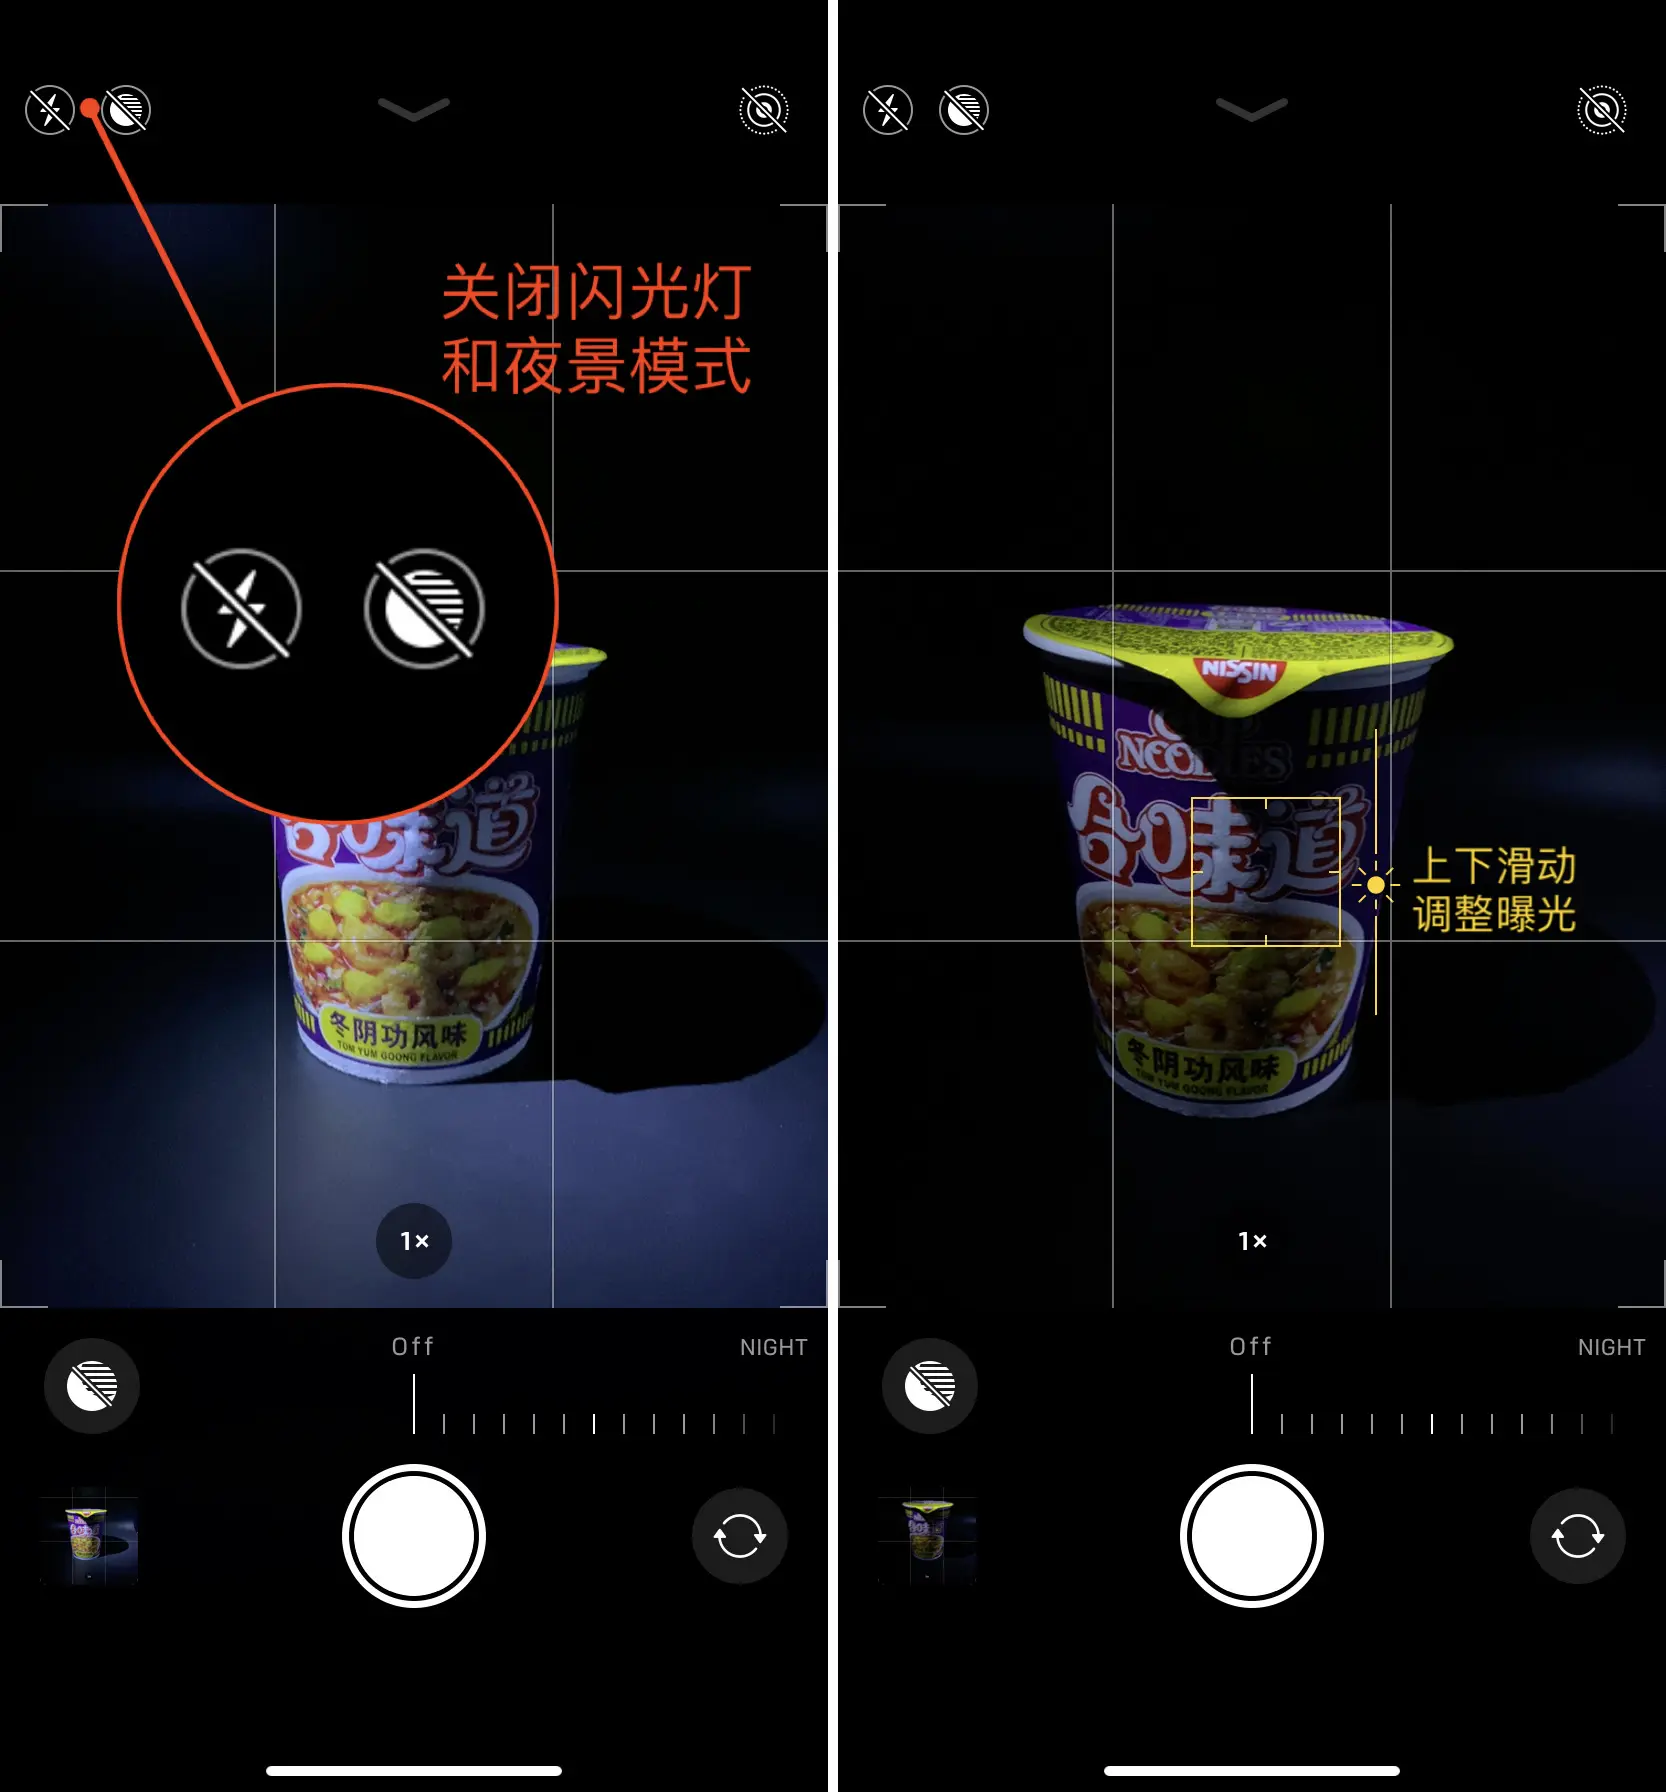 关闭闪光灯
和夜景模式
合味道
冬阴功风味
TOM YUM GOONG FLAVOR
1×
Off
NIGHT
NISSIN
CUP
NOODLES
合味道
上下滑动
调整曝光
冬阴功风味
TOM YUM GOONG FLAVOR
1×
Off
NIGHT